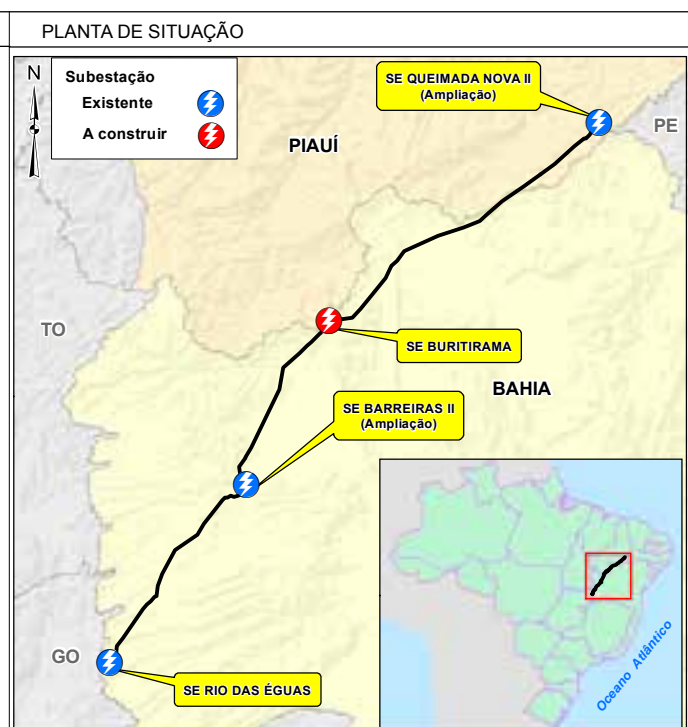 PLANTA DE SITUAÇÃO
N
Subestação
Existente
A construir
SE QUEIMADA NOVA II
(Ampliação)
PE
PIAUÍ
TO
SE BURITIRAMA
BAHIA
SE BARREIRAS II
(Ampliação)
GO
SE RIO DAS ÉGUAS
Oceano Atlântico